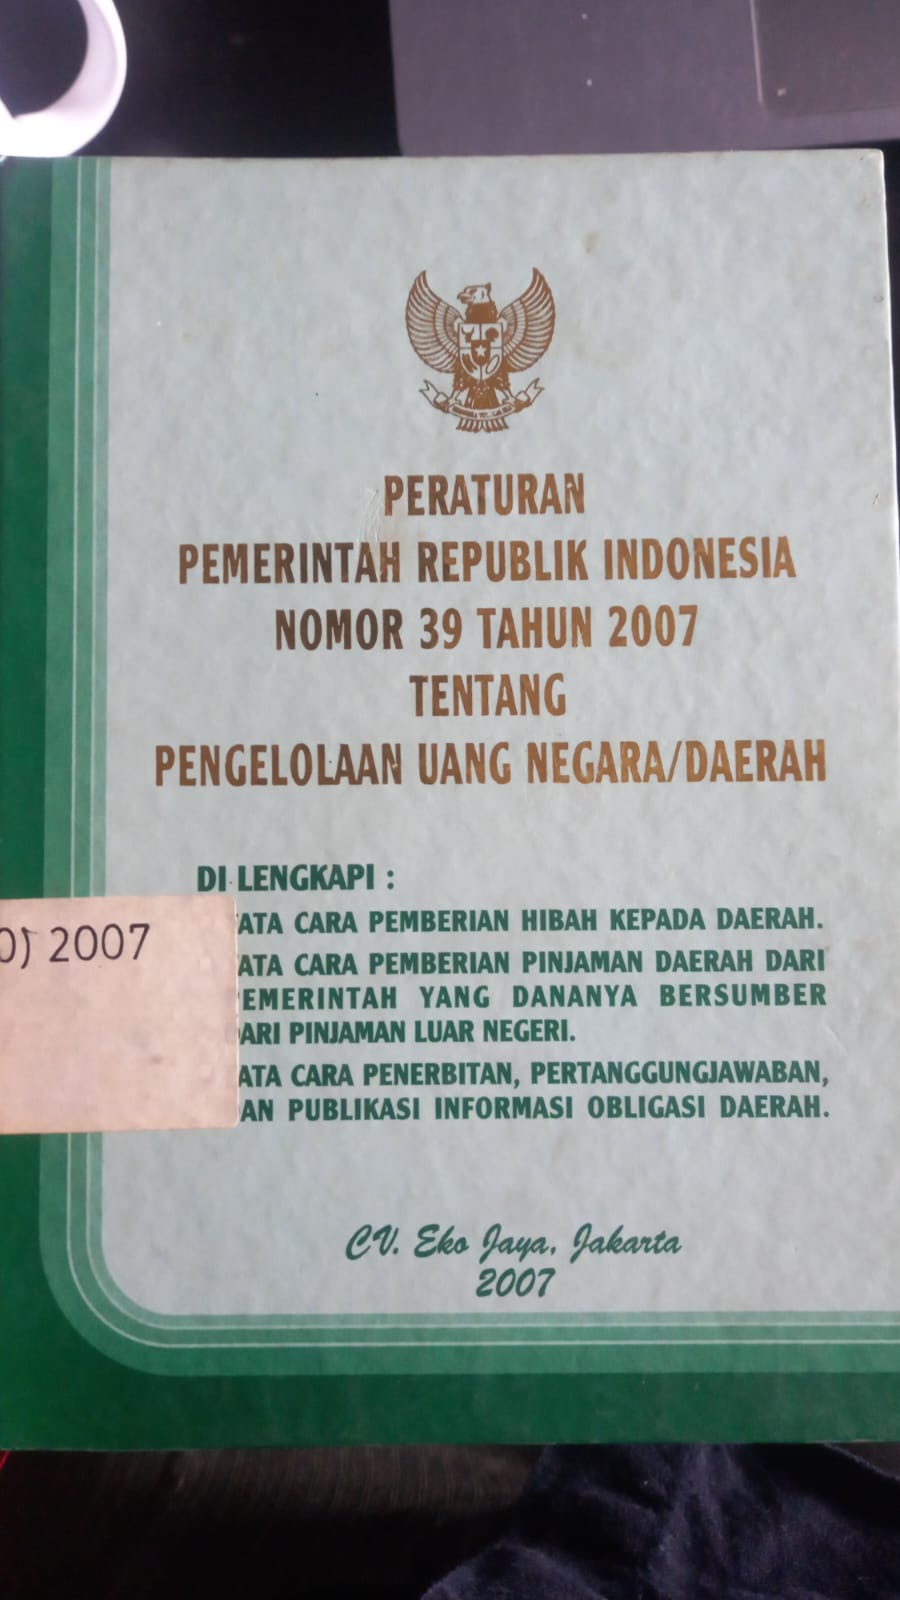 PERATURAN
PEMERINTAH REPUBLIK INDONESIA
NOMOR 39 TAHUN 2007
TENTANG
PENGELOLAAN UANG NEGARA/DAERAH
DI LENGKAPI :
ATA CARA PEMBERIAN HIBAH KEPADA DAERAH.
ATA CARA PEMBERIAN PINJAMAN DAERAH DARI
EMERINTAH YANG DANANYA BERSUMBER
ARI PINJAMAN LUAR NEGERI.
ATA CARA PENERBITAN, PERTANGGUNGJAWABAN,
AN PUBLIKASI INFORMASI OBLIGASI DAERAH.
0) 2007
CV. Eko Jaya, Jakarta
2007